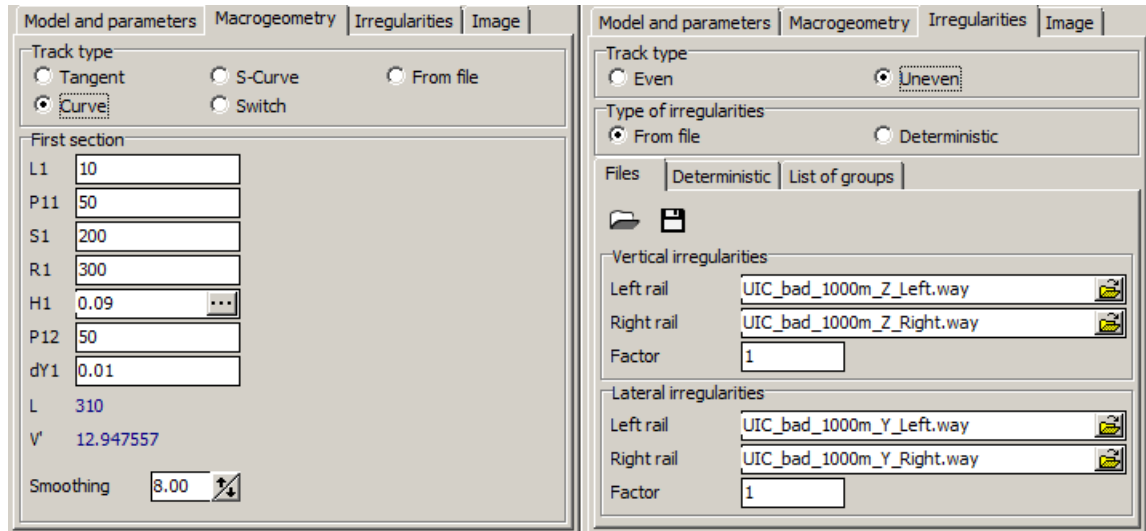 Model and parameters Macrogeometry Irregularities Image
Track type
Tangent S-Curve From file
Curve Switch
First section
L1 10
P11 50
S1 200
R1 300
H1 0.09 ...
P12 50
dY1 0.01
L 310
V' 12.947557
Smoothing 8.00
Model and parameters Macrogeometry Irregularities Image
Track type
Even Uneven
Type of irregularities
From file Deterministic
Files Deterministic List of groups
Vertical irregularities
Left rail UIC_bad_1000m_Z_Left.way
Right rail UIC_bad_1000m_Z_Right.way
Factor 1
Lateral irregularities
Left rail UIC_bad_1000m_Y_Left.way
Right rail UIC_bad_1000m_Y_Right.way
Factor 1